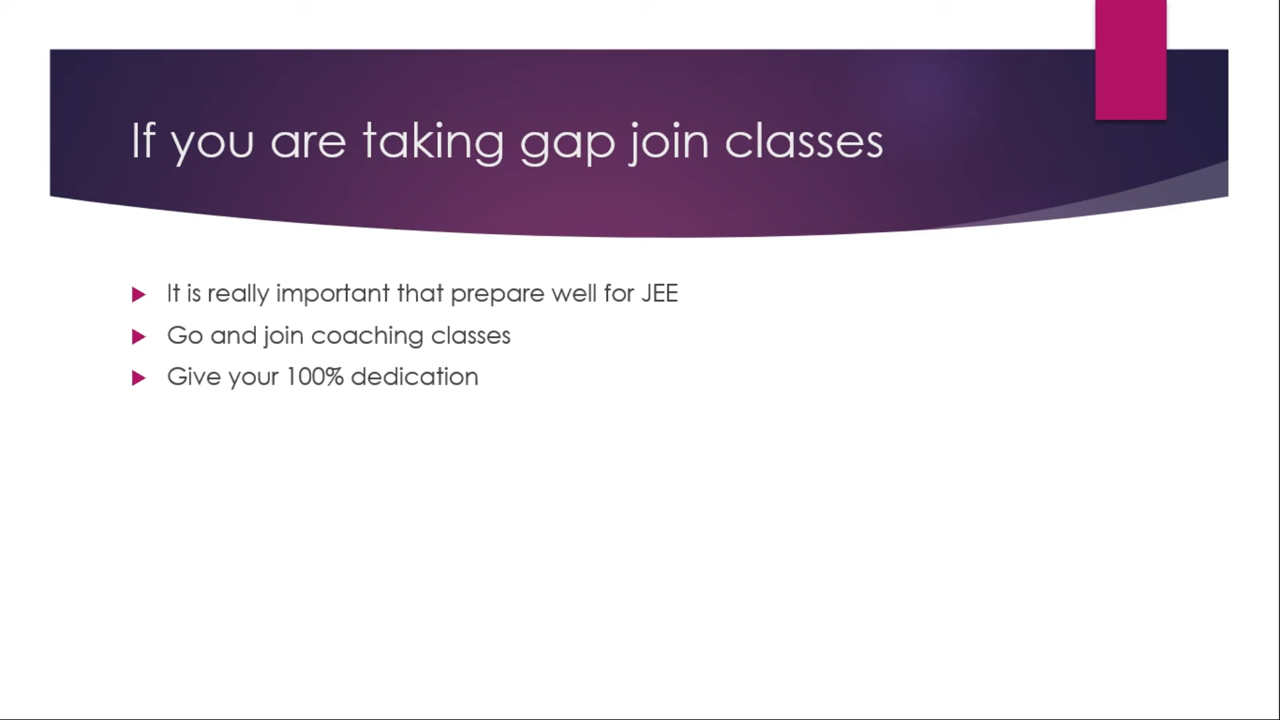 If you are taking gap join classes
It is really important that prepare well for JEE
Go and join coaching classes
Give your 100% dedication